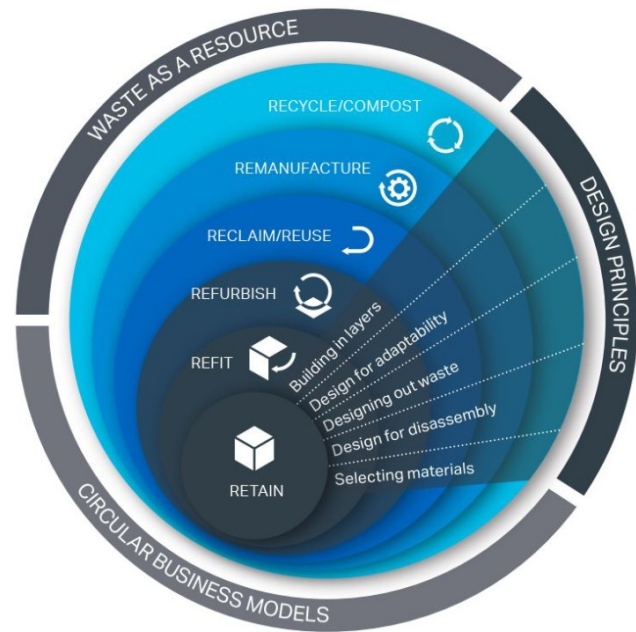 WASTE AS A RESOURCE
DESIGN PRINCIPLES
CIRCULAR BUSINESS MODELS
RECYCLE/COMPOST
REMANUFACTURE
RECLAIM/REUSE
REFURBISH
REFIT
RETAIN
Building in layers
Design for adaptability
Designing out waste
Design for disassembly
Selecting materials